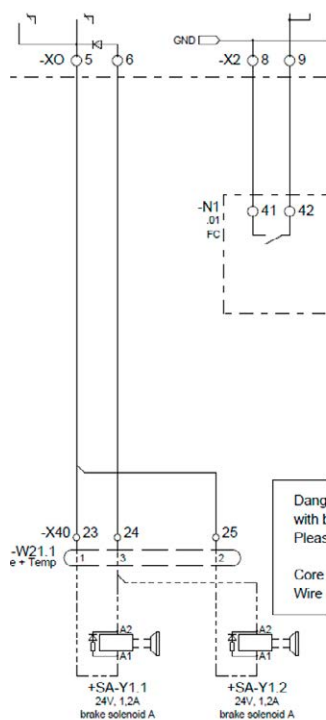 GND
-XO 5 6 -X2 8 9
-N1 41 42
.01
FC
-X40 23 24 25
-W21.1 1 3 2
e + Temp
Dang
with b
Pleas
Core
Wire
A2 A2
A1 A1
+SA-Y1.1 +SA-Y1.2
24V, 1,2A 24V, 1,2A
brake solenoid A brake solenoid A